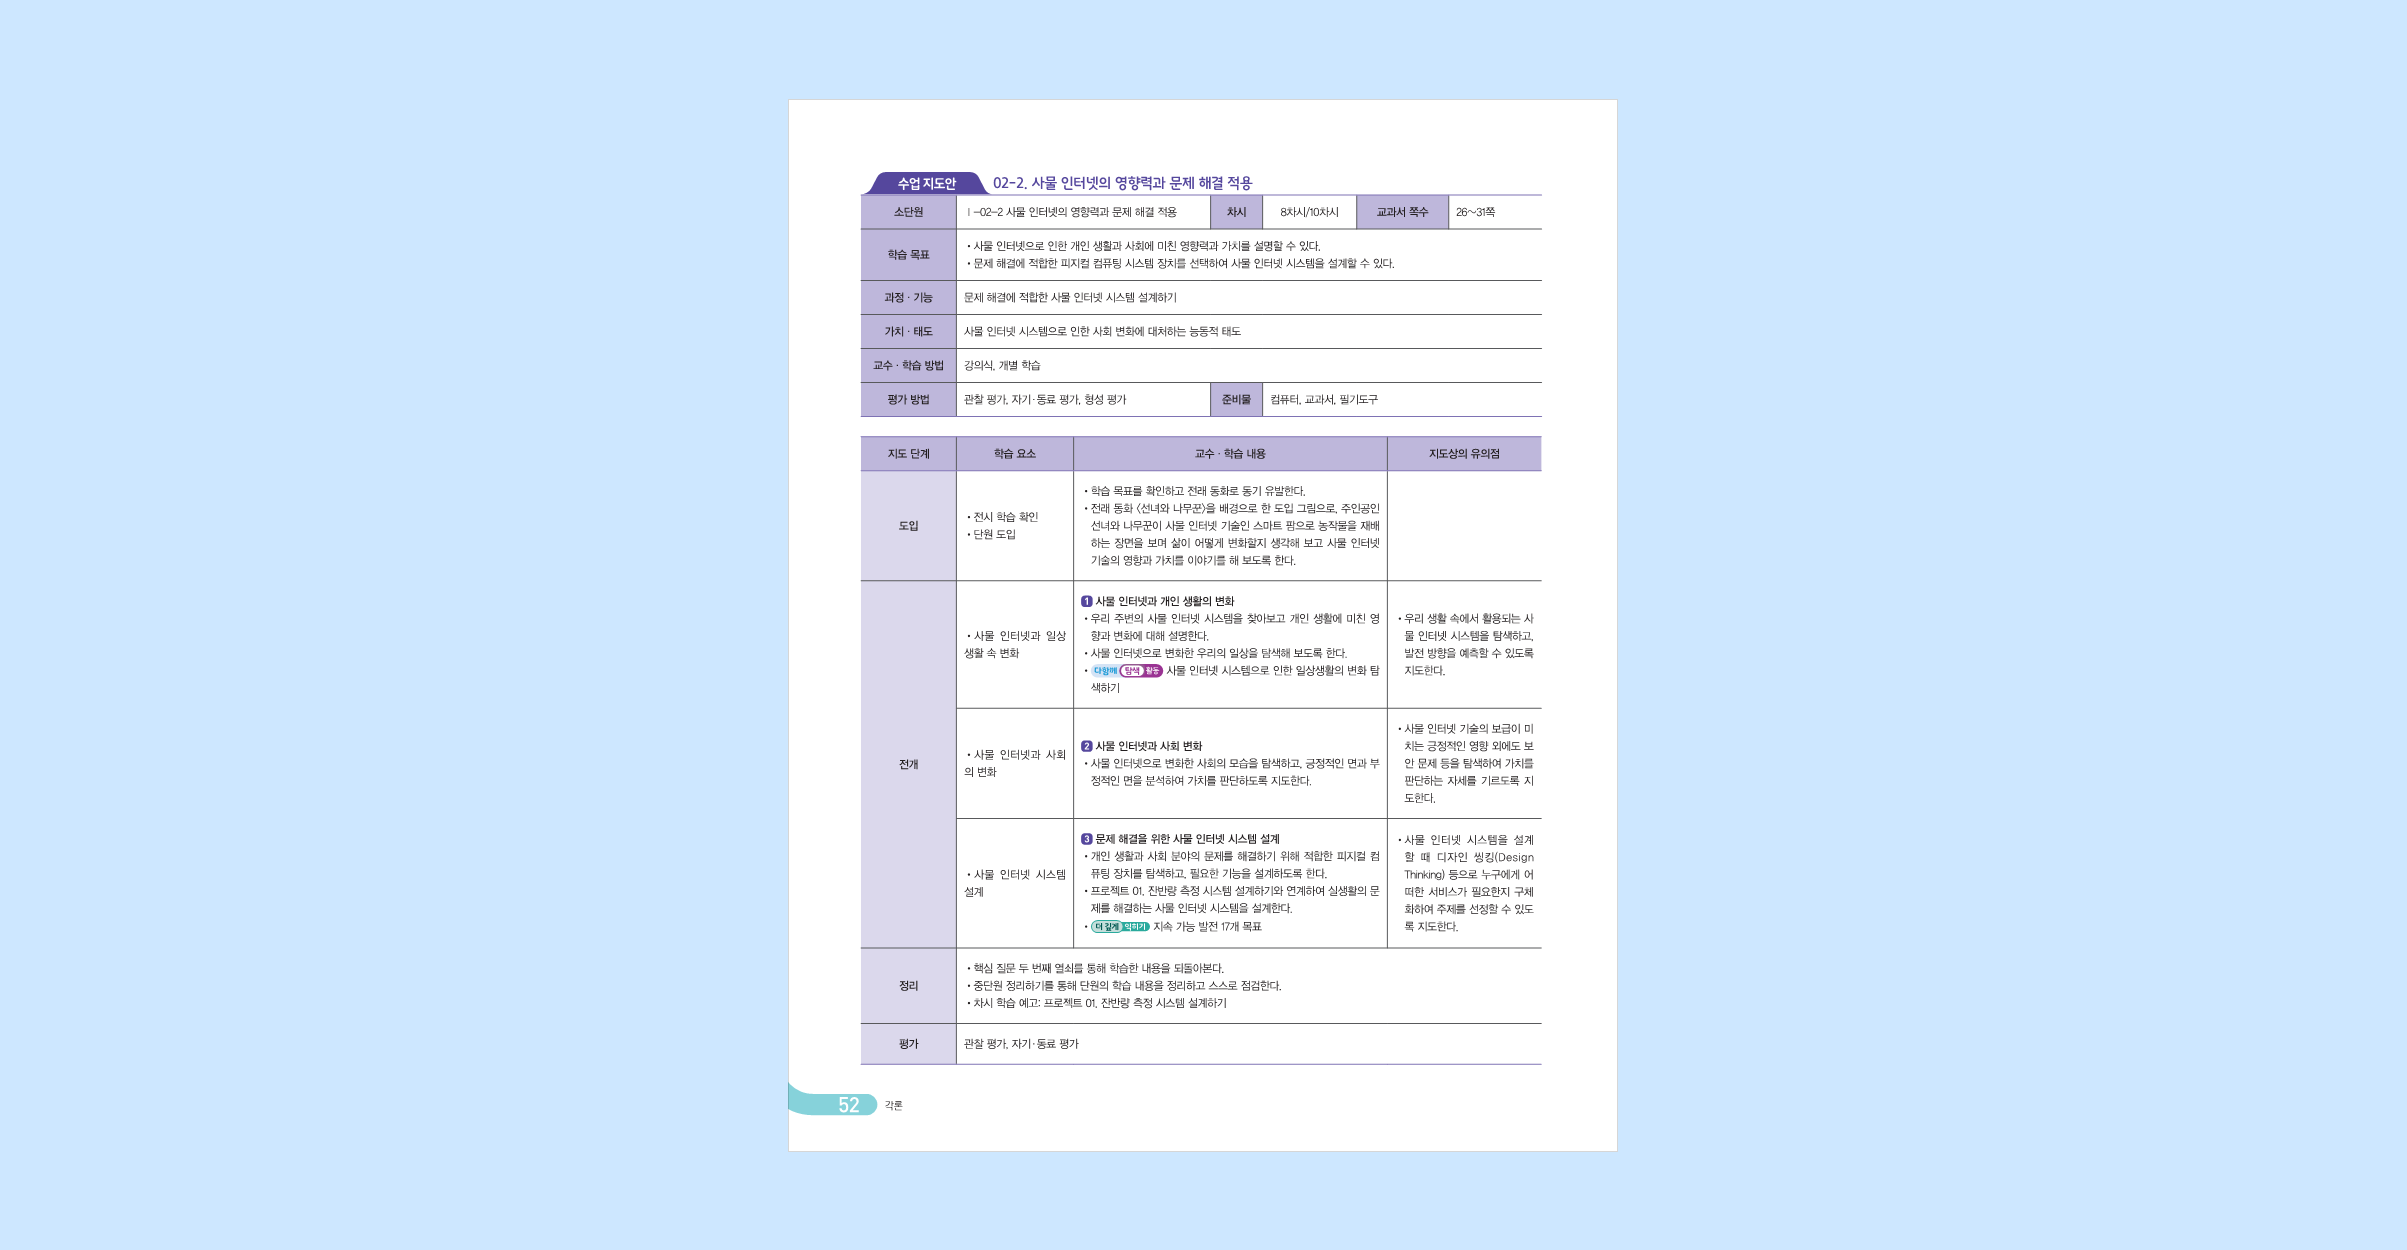 수업 지도안
02-2. 사물 인터넷의 영향력과 문제 해결 적용
소단원
Ⅰ-02-2 사물 인터넷의 영향력과 문제 해결 적용
차시
8차시/10차시
교과서 쪽수
26~31쪽
학습 목표
• 사물 인터넷으로 인한 개인 생활과 사회에 미친 영향력과 가치를 설명할 수 있다.
• 문제 해결에 적합한 피지컬 컴퓨팅 시스템 장치를 선택하여 사물 인터넷 시스템을 설계할 수 있다.
과정 · 기능
문제 해결에 적합한 사물 인터넷 시스템 설계하기
가치 · 태도
사물 인터넷 시스템으로 인한 사회 변화에 대처하는 능동적 태도
교수 · 학습 방법
강의식, 개별 학습
평가 방법
관찰 평가, 자기·동료 평가, 형성 평가
준비물
컴퓨터, 교과서, 필기도구
지도 단계
학습 요소
교수 · 학습 내용
지도상의 유의점
도입
• 전시 학습 확인
• 단원 도입
• 학습 목표를 확인하고 전래 동화로 동기 유발한다.
• 전래 동화 〈선녀와 나무꾼〉을 배경으로 한 도입 그림으로, 주인공인
선녀와 나무꾼이 사물 인터넷 기술인 스마트 팜으로 농작물을 재배
하는 장면을 보며 삶이 어떻게 변화할지 생각해 보고 사물 인터넷
기술의 영향과 가치를 이야기를 해 보도록 한다.
전개
• 사물 인터넷과 일상
생활 속 변화
1 사물 인터넷과 개인 생활의 변화
• 우리 주변의 사물 인터넷 시스템을 찾아보고 개인 생활에 미친 영
향과 변화에 대해 설명한다.
• 사물 인터넷으로 변화한 우리의 일상을 탐색해 보도록 한다.
• 다함께 탐색 활동 사물 인터넷 시스템으로 인한 일상생활의 변화 탐
색하기
• 우리 생활 속에서 활용되는 사
물 인터넷 시스템을 탐색하고,
발전 방향을 예측할 수 있도록
지도한다.
• 사물 인터넷과 사회
의 변화
2 사물 인터넷과 사회 변화
• 사물 인터넷으로 변화한 사회의 모습을 탐색하고, 긍정적인 면과 부
정적인 면을 분석하여 가치를 판단하도록 지도한다.
• 사물 인터넷 기술의 보급이 미
치는 긍정적인 영향 외에도 보
안 문제 등을 탐색하여 가치를
판단하는 자세를 기르도록 지
도한다.
• 사물 인터넷 시스템
설계
3 문제 해결을 위한 사물 인터넷 시스템 설계
• 개인 생활과 사회 분야의 문제를 해결하기 위해 적합한 피지컬 컴
퓨팅 장치를 탐색하고, 필요한 기능을 설계하도록 한다.
• 프로젝트 01. 잔반량 측정 시스템 설계하기와 연계하여 실생활의 문
제를 해결하는 사물 인터넷 시스템을 설계한다.
• 더 깊게 익히기 지속 가능 발전 17개 목표
• 사물 인터넷 시스템을 설계
할 때 디자인 씽킹(Design
Thinking) 등으로 누구에게 어
떠한 서비스가 필요한지 구체
화하여 주제를 선정할 수 있도
록 지도한다.
정리
• 핵심 질문 두 번째 열쇠를 통해 학습한 내용을 되돌아본다.
• 중단원 정리하기를 통해 단원의 학습 내용을 정리하고 스스로 점검한다.
• 차시 학습 예고: 프로젝트 01. 잔반량 측정 시스템 설계하기
평가
관찰 평가, 자기·동료 평가
52 각론